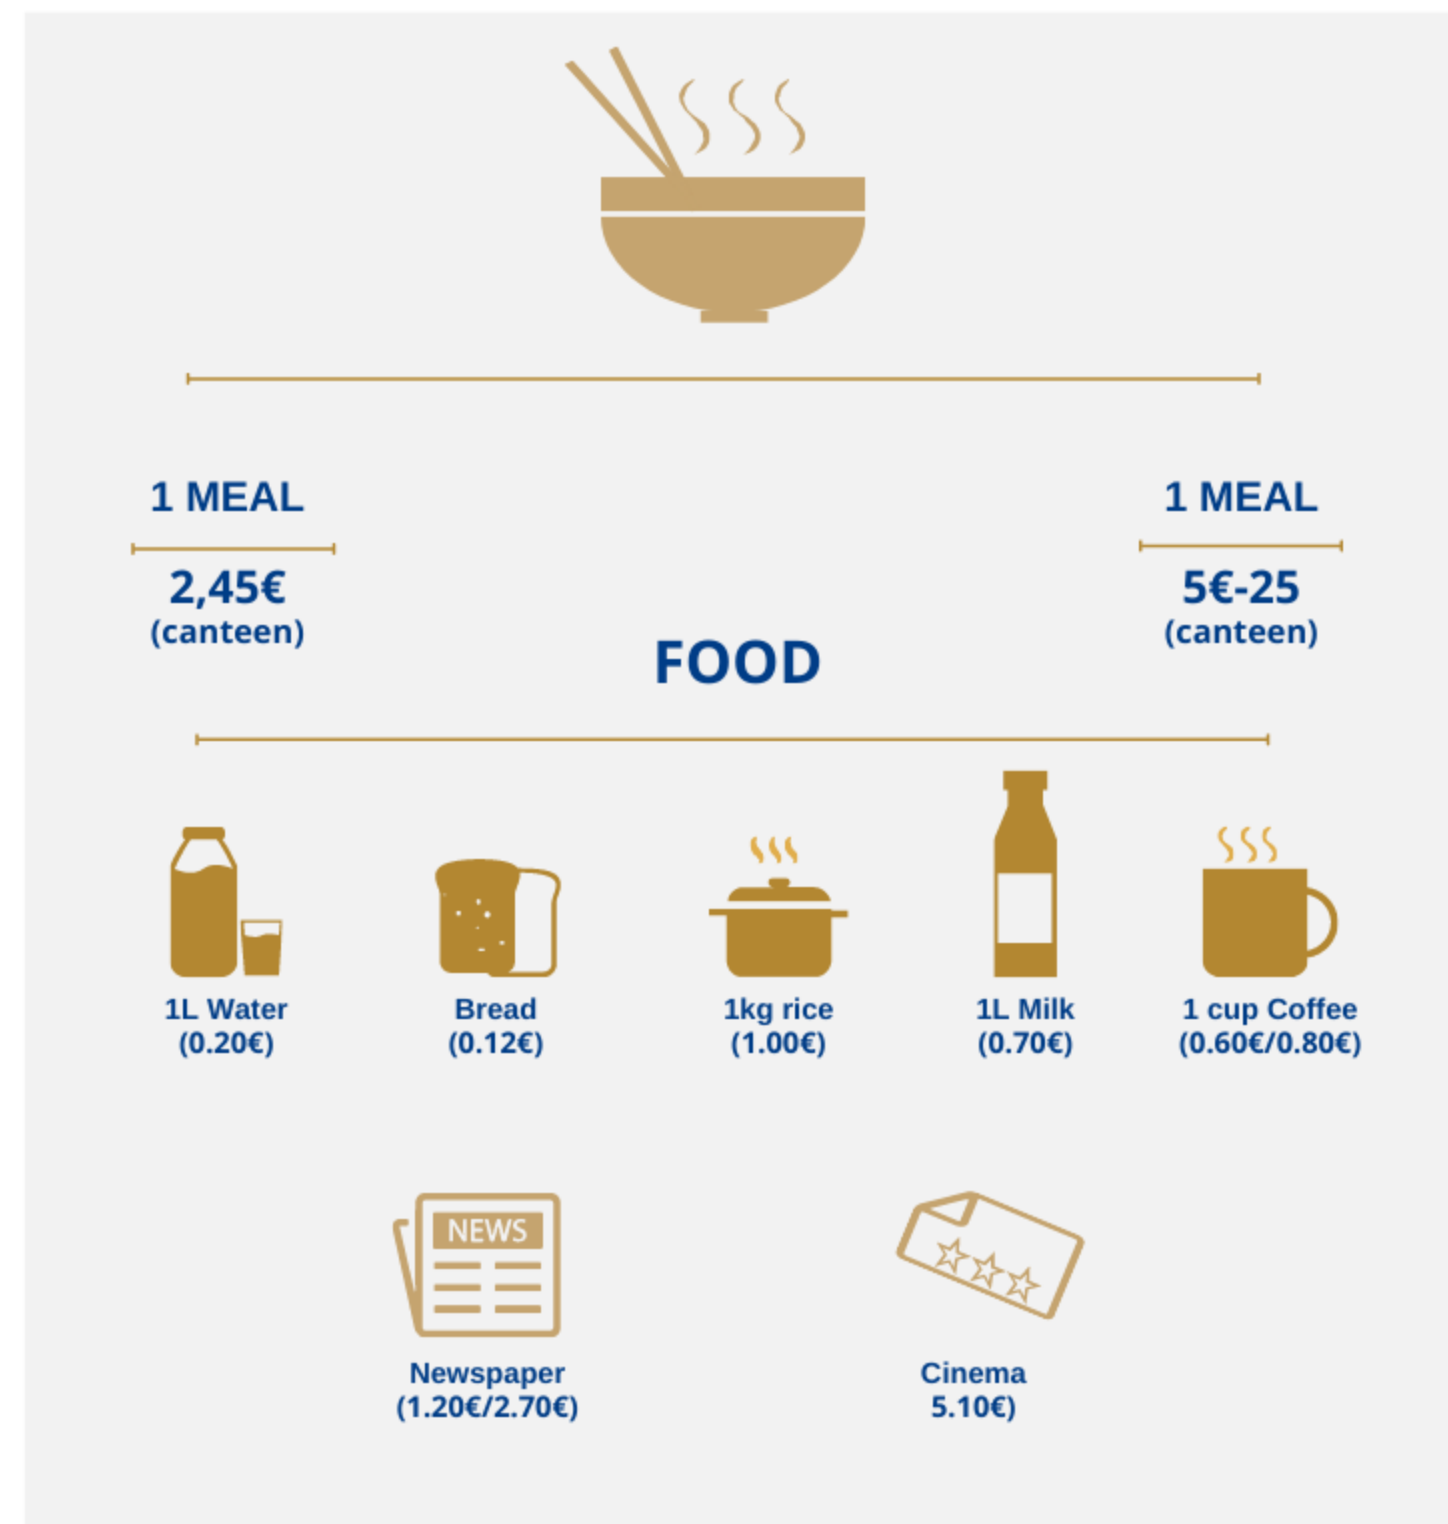 1 MEAL
2,45€
(canteen)
1 MEAL
5€-25
(canteen)
FOOD
1L Water
(0.20€)
Bread
(0.12€)
1kg rice
(1.00€)
1L Milk
(0.70€)
1 cup Coffee
(0.60€/0.80€)
NEWS
Newspaper
(1.20€/2.70€)
Cinema
5.10€)